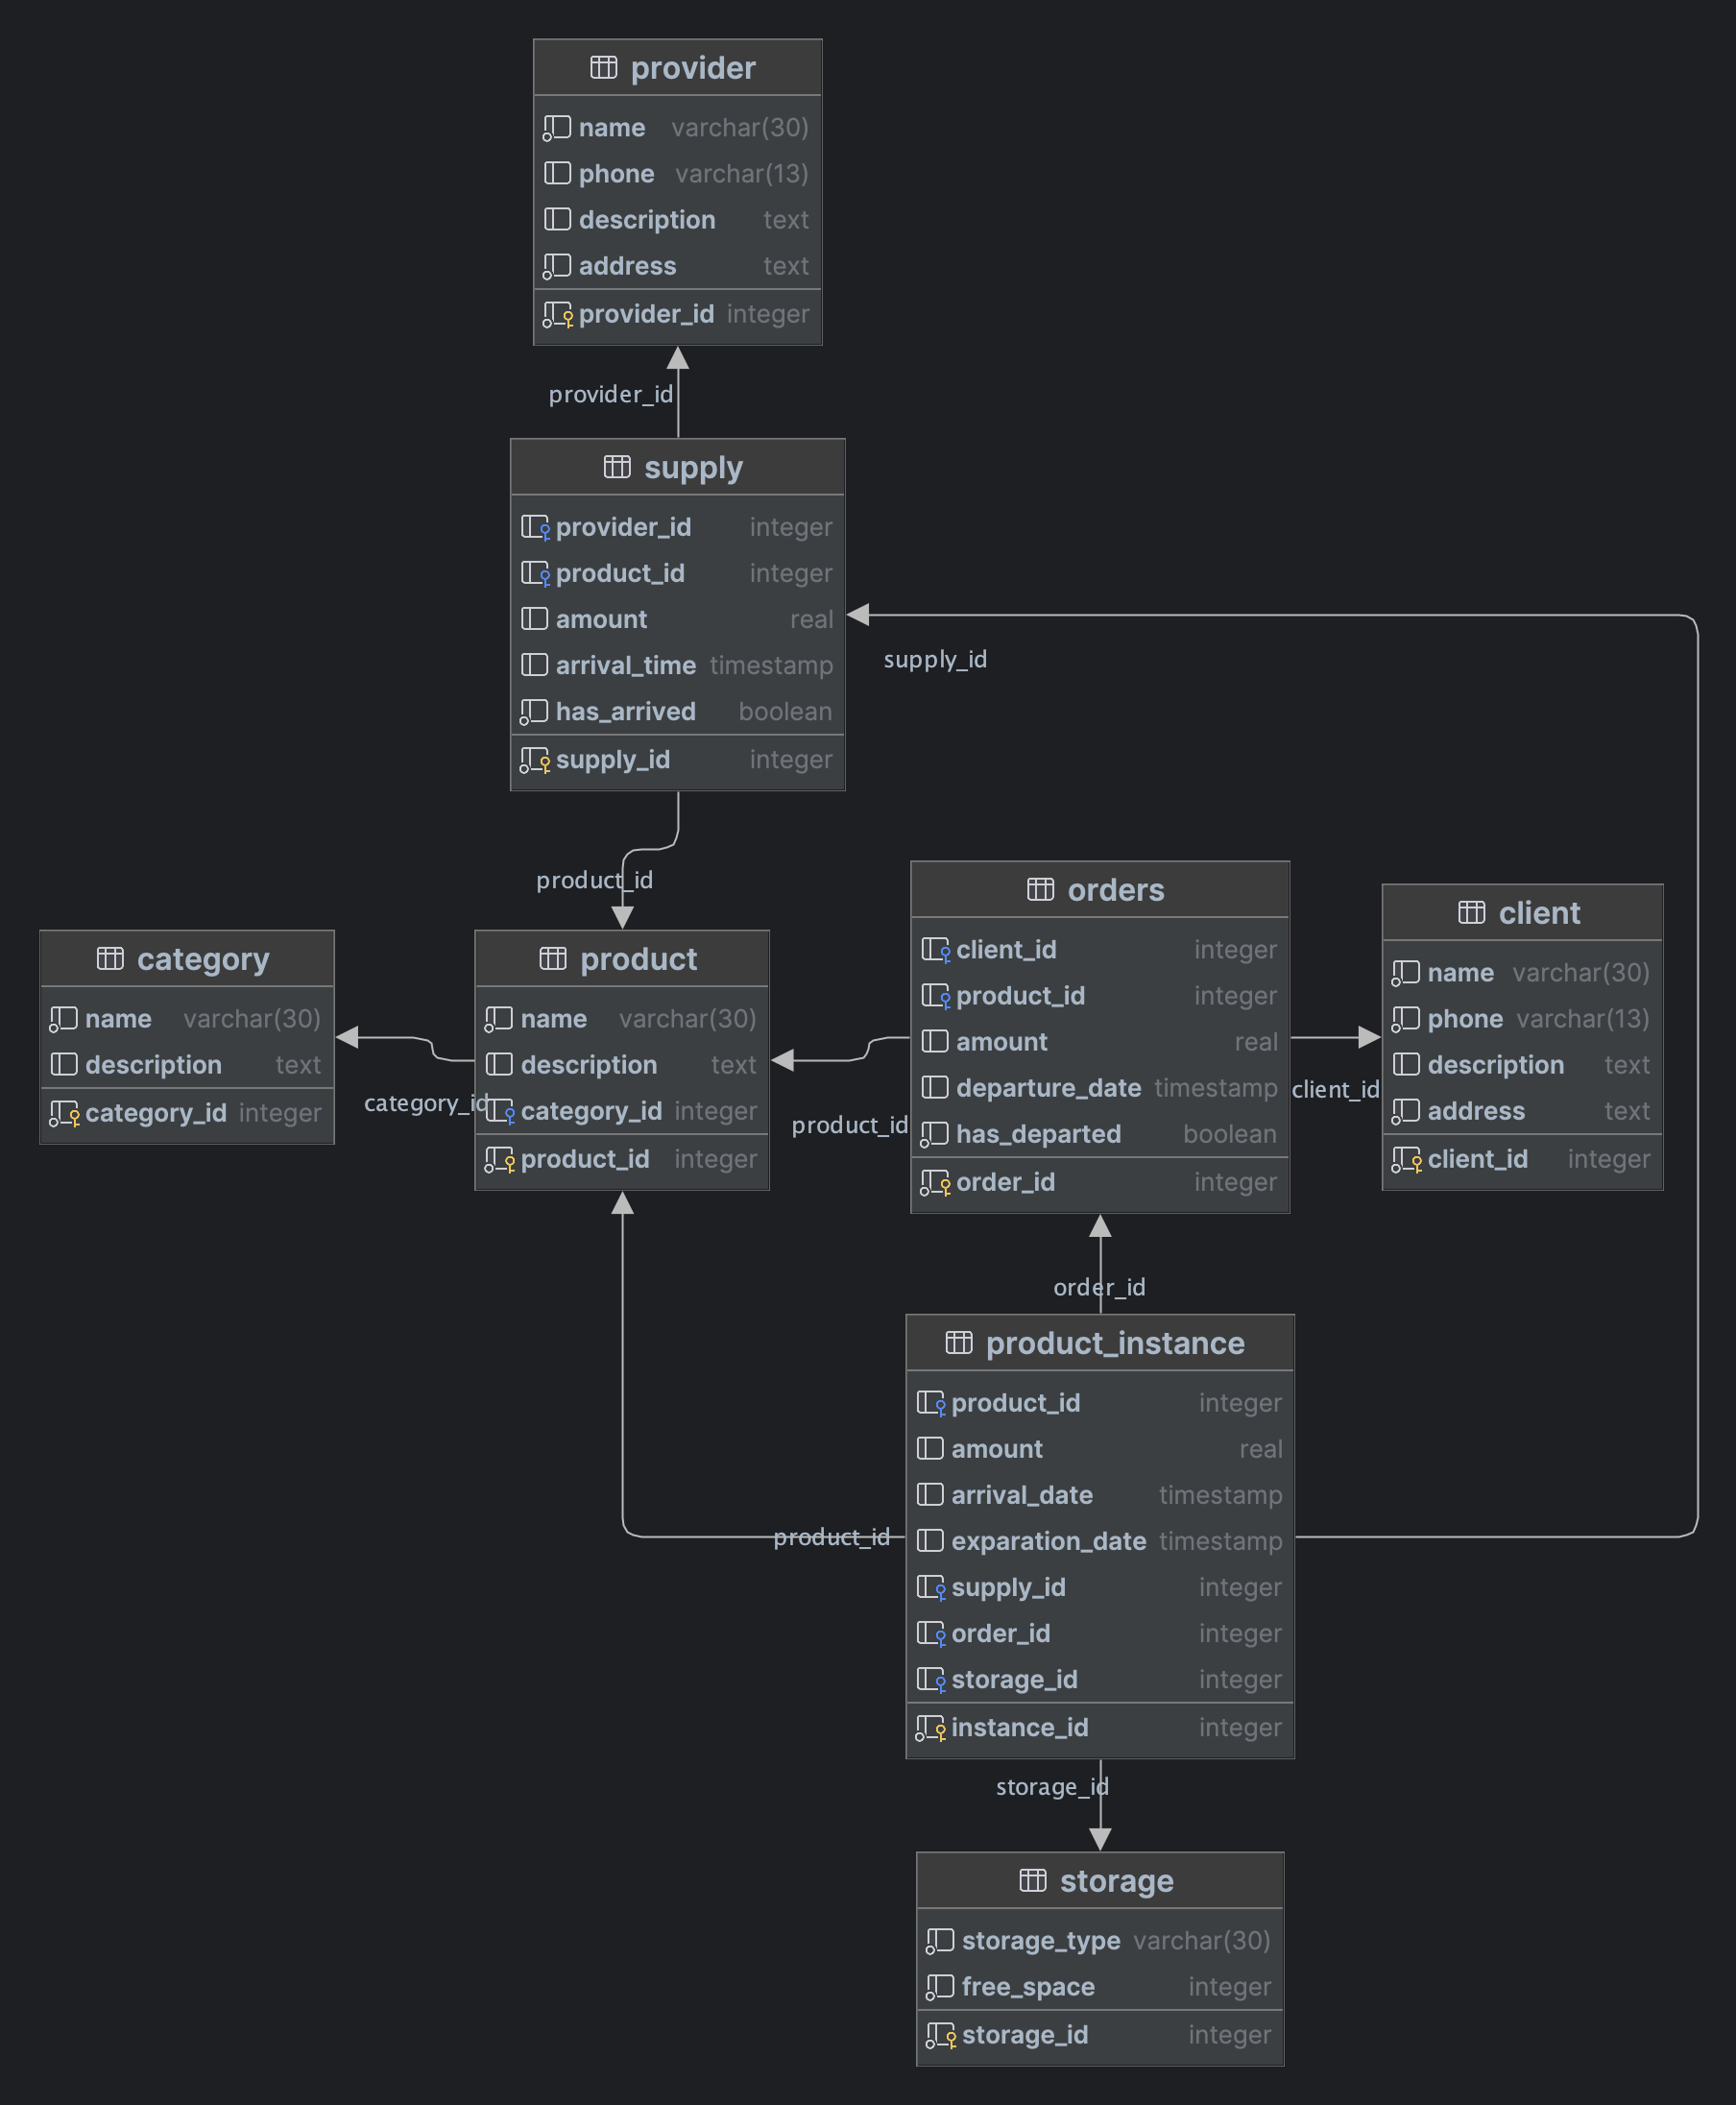 provider
name varchar(30)
phone varchar(13)
description text
address text
provider_id integer
provider_id
supply
provider_id integer
product_id integer
amount real
arrival_time timestamp
has_arrived boolean
supply_id integer
supply_id
product_id
category
name varchar(30)
description text
category_id integer
category_id
product
name varchar(30)
description text
category_id integer
product_id integer
product_id
orders
client_id integer
product_id integer
amount real
departure_date timestamp
has_departed boolean
order_id integer
client_id
client
name varchar(30)
phone varchar(13)
description text
address text
client_id integer
order_id
product_instance
product_id integer
amount real
arrival_date timestamp
exparation_date timestamp
supply_id integer
order_id integer
storage_id integer
instance_id integer
product_id
storage_id
storage
storage_type varchar(30)
free_space integer
storage_id integer